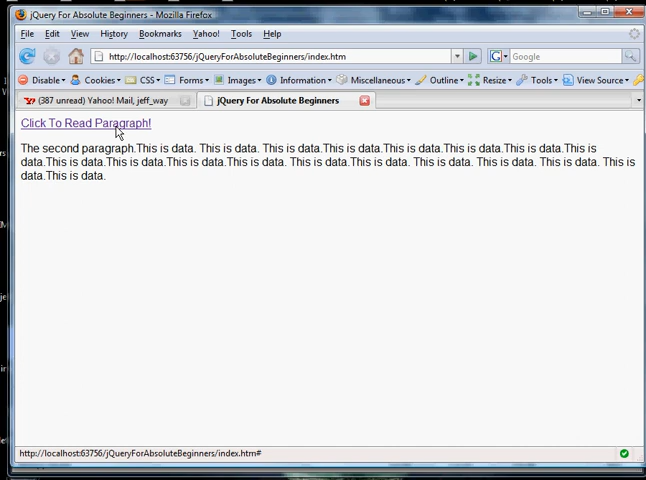 jQuery For Absolute Beginners - Mozilla Firefox
File Edit View History Bookmarks Yahoo! Tools Help
http://localhost:63756/jQueryForAbsoluteBeginners/index.htm Google
Disable Cookies CSS Forms Images Information Miscellaneous Outline Resize Tools View Source
(387 unread) Yahoo! Mail, jeff_way jQuery For Absolute Beginners
Click To Read Paragraph!
The second paragraph.This is data. This is data. This is data.This is data.This is data.This is data.This is data.This is
data.This is data.This is data.This is data.This is data. This is data.This is data. This is data. This is data. This is data. This is
data.This is data.
http://localhost:63756/jQueryForAbsoluteBeginners/index.htm#